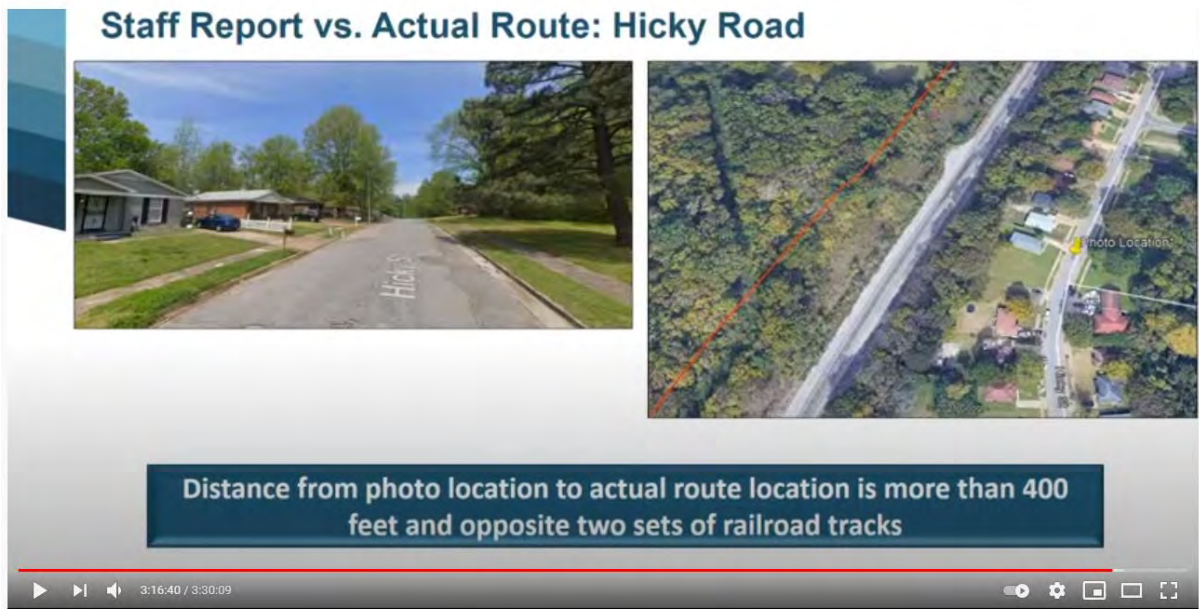 Staff Report vs. Actual Route: Hicky Road
Hicky S
Photo Location
Distance from photo location to actual route location is more than 400
feet and opposite two sets of railroad tracks
3:16:40 / 3:30:09